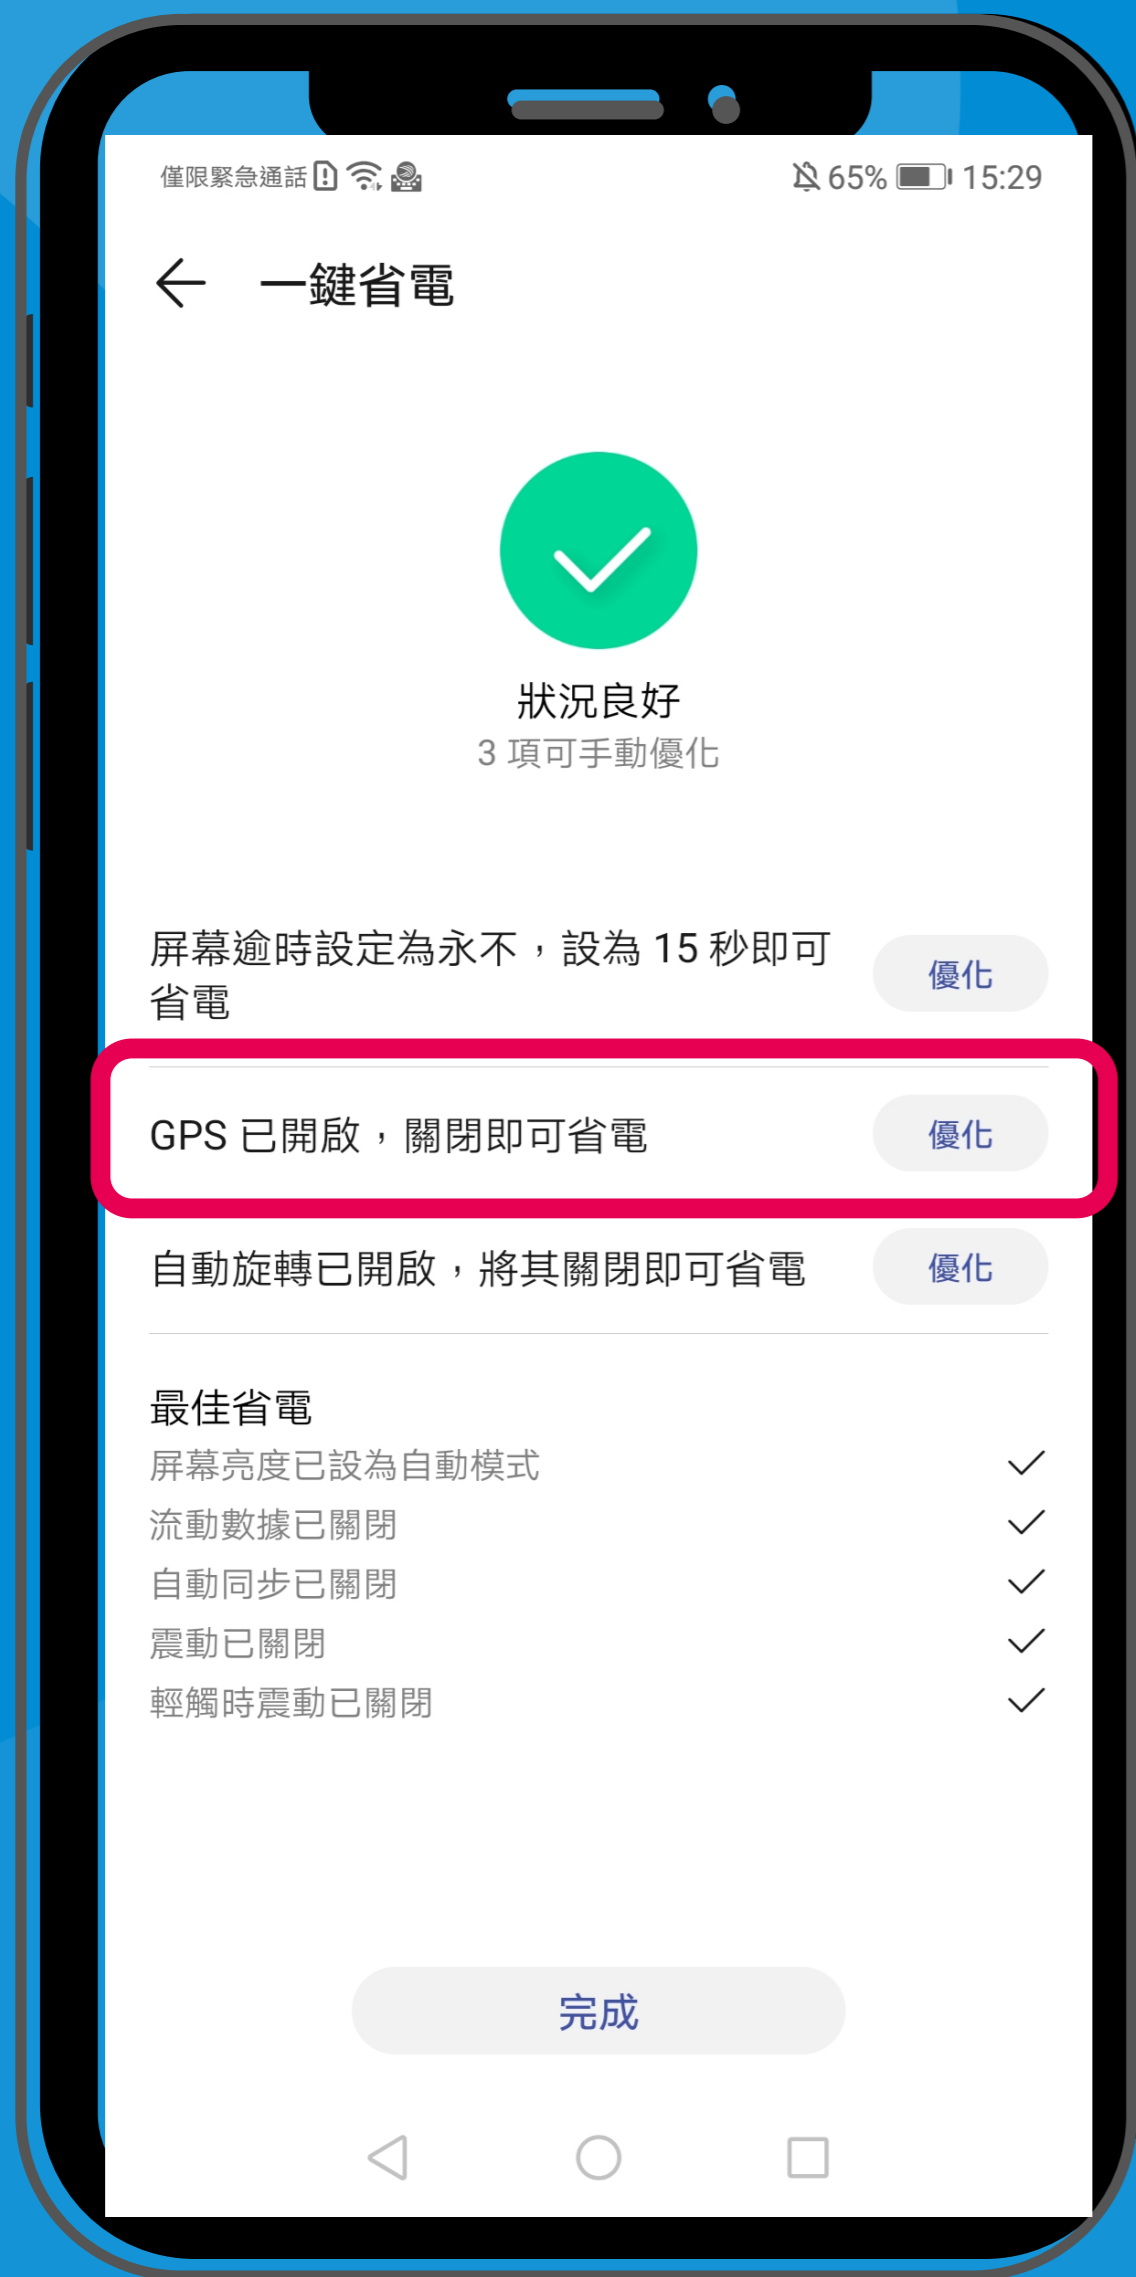 僅限緊急通話 65% 15:29
一鍵省電
狀況良好
3 項可手動優化
屏幕逾時設定為永不，設為 15 秒即可
省電
優化
GPS 已開啟，關閉即可省電
優化
自動旋轉已開啟，將其關閉即可省電
優化
最佳省電
屏幕亮度已設為自動模式
流動數據已關閉
自動同步已關閉
震動已關閉
輕觸時震動已關閉
完成